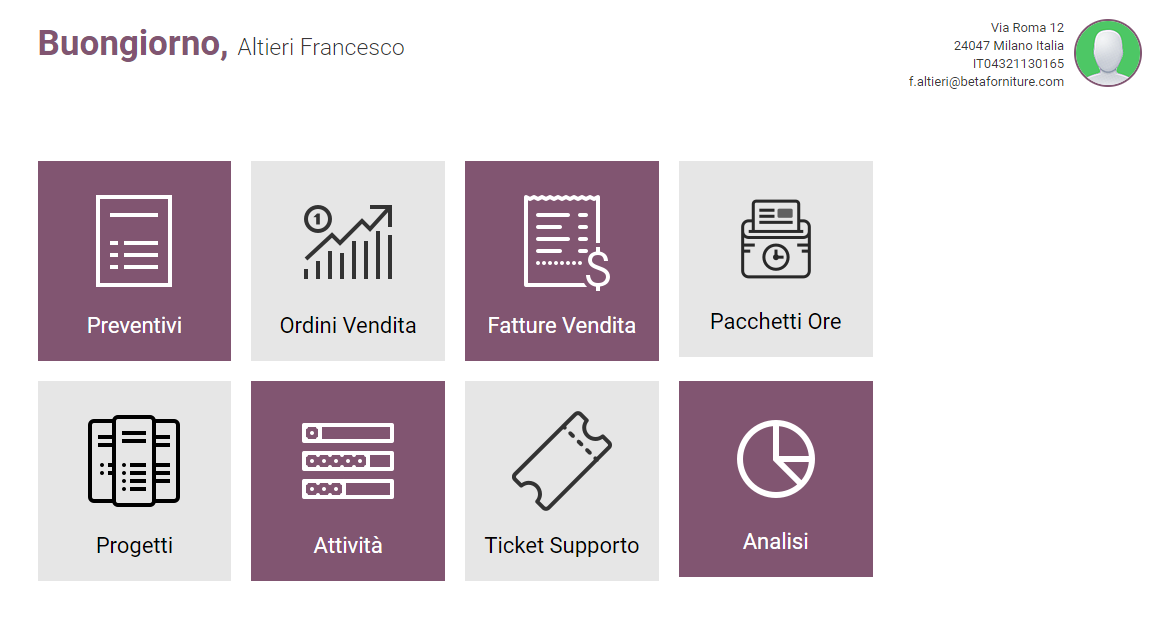 Buongiorno, Altieri Francesco
Via Roma 12
24047 Milano Italia
IT04321130165
f.altieri@betaforniture.com
Preventivi
1
Ordini Vendita
$
Fatture Vendita
Pacchetti Ore
Progetti
Attività
Ticket Supporto
Analisi